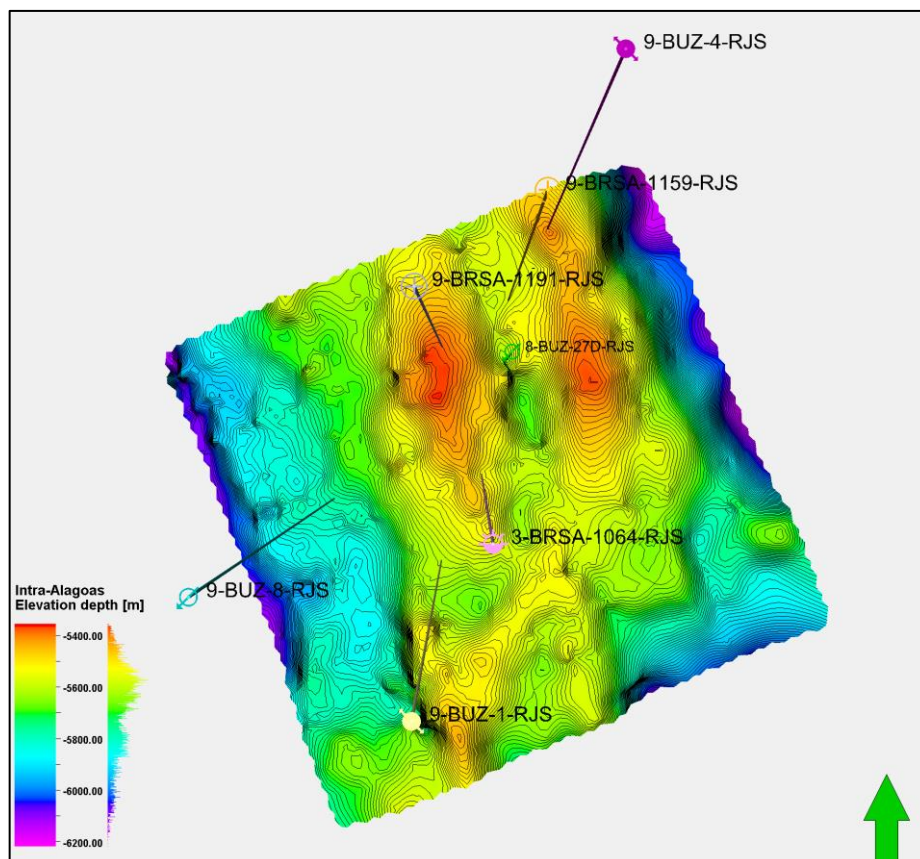 9-BUZ-4-RJS
9-BRSA-1159-RJS
9-BRSA-1191-RJS
8-BUZ-27D-RJS
3-BRSA-1064-RJS
9-BUZ-8-RJS
9-BUZ-1-RJS
Intra-Alagoas
Elevation depth [m]
-5400.00
-5600.00
-5800.00
-6000.00
-6200.00